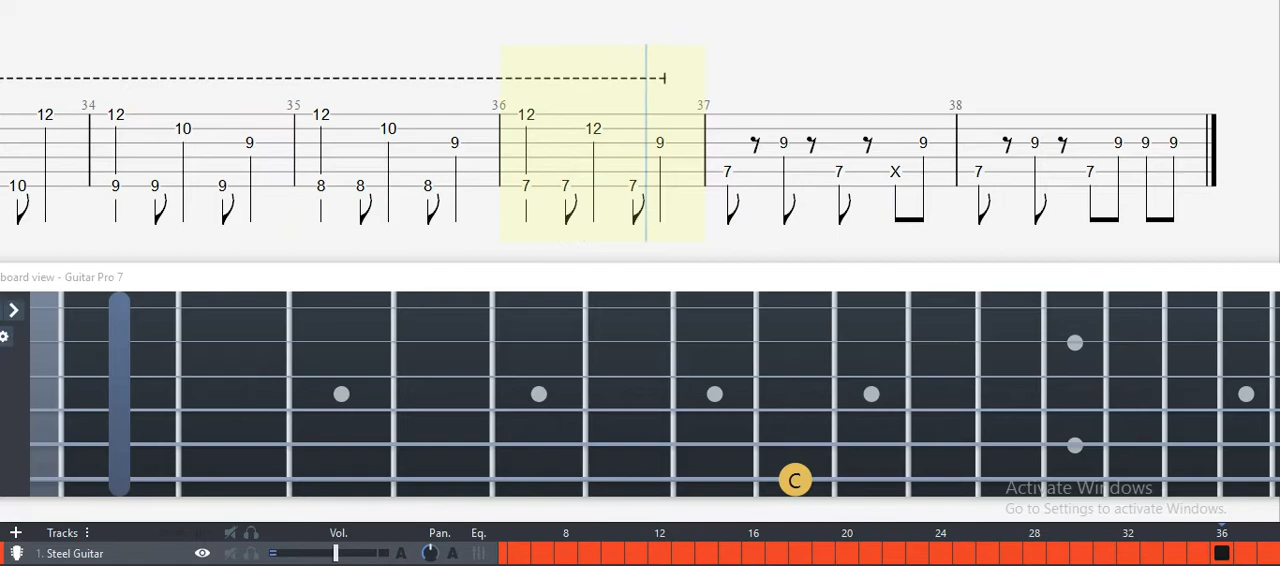 34 35 36 37 38
12 12 12 12
10 10 12
9 9 9 9 9 9 9 9
7 7 X 7 7
10 9 9 9 8 8 8 7 7 7
board view - Guitar Pro 7
C
Activate Windows
Go to Settings to activate Windows.
Tracks Vol. Pan. Eq. 8 12 16 20 24 28 32 36
1. Steel Guitar A A